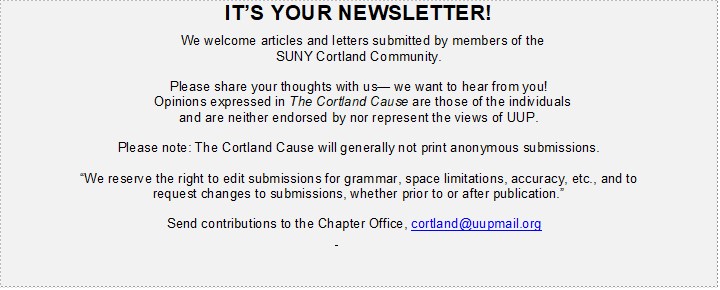 IT’S YOUR NEWSLETTER!
We welcome articles and letters submitted by members of the
SUNY Cortland Community.
Please share your thoughts with us— we want to hear from you!
Opinions expressed in The Cortland Cause are those of the individuals
and are neither endorsed by nor represent the views of UUP.
Please note: The Cortland Cause will generally not print anonymous submissions.
“We reserve the right to edit submissions for grammar, space limitations, accuracy, etc., and to
request changes to submissions, whether prior to or after publication.”
Send contributions to the Chapter Office, cortland@uupmail.org
-